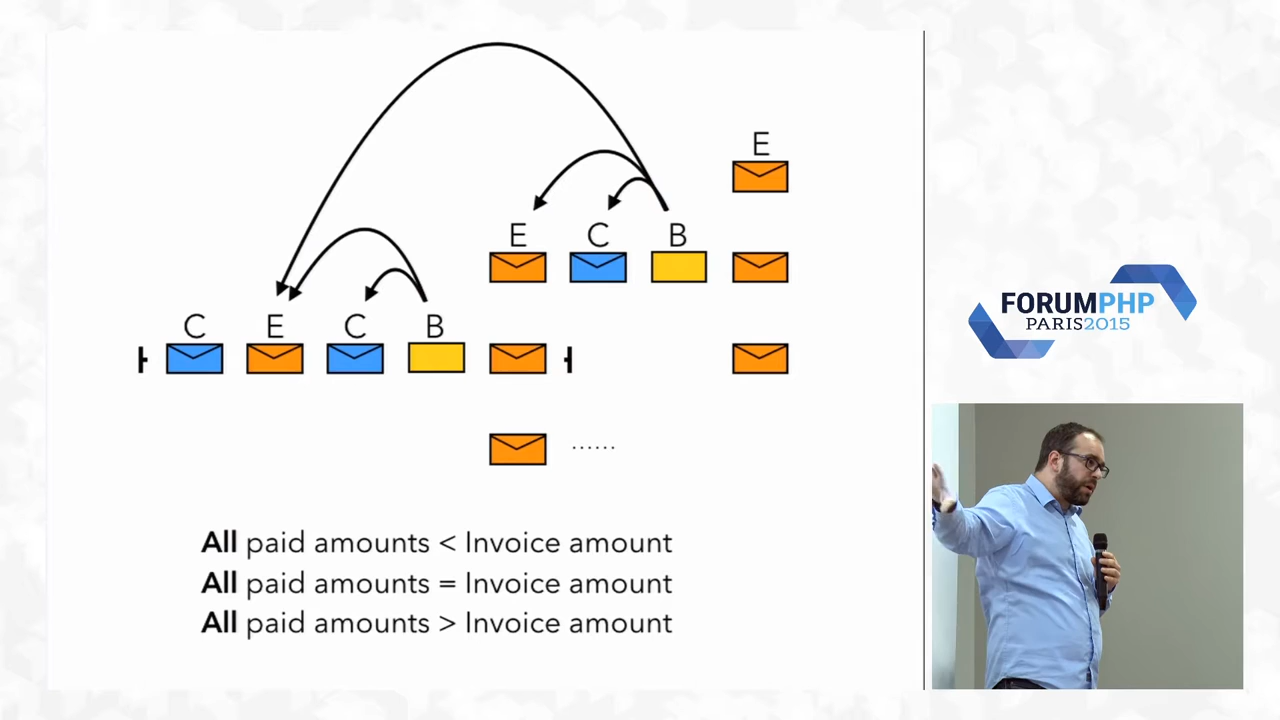 E
E C B
C E C B
......
All paid amounts < Invoice amount
All paid amounts = Invoice amount
All paid amounts > Invoice amount
FORUMPHP
PARIS2015